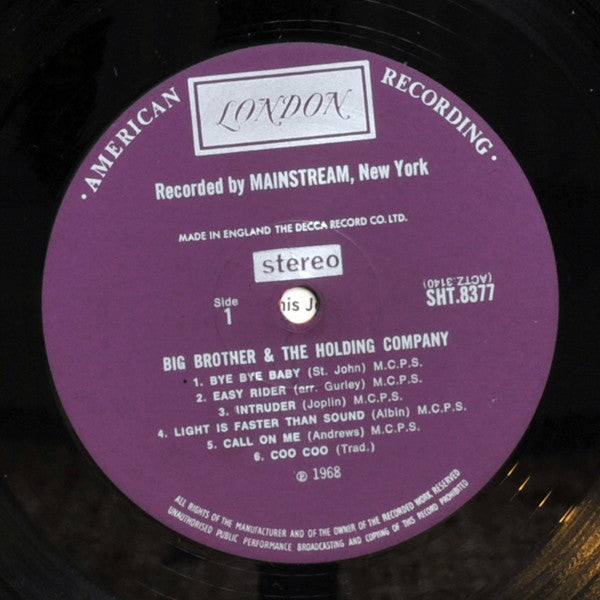 · AMERICAN RECORDING ·
LONDON
Recorded by MAINSTREAM, New York
MADE IN ENGLAND THE DECCA RECORD CO. LTD.
stereo
Side
1
his Jo
(ACTZ.3140)
SHT.8377
BIG BROTHER & THE HOLDING COMPANY
1. BYE BYE BABY (St. John) M.C.P.S.
2. EASY RIDER (arr. Gurley) M.C.P.S.
3. INTRUDER (Joplin) M.C.P.S.
4. LIGHT IS FASTER THAN SOUND (Albin) M.C.P.S.
5. CALL ON ME (Andrews) M.C.P.S.
6. COO COO (Trad.)
℗ 1968
ALL RIGHTS OF THE MANUFACTURER AND OF THE OWNER OF THE RECORDED WORK RESERVED
UNAUTHORISED PUBLIC PERFORMANCE BROADCASTING AND COPYING OF THIS RECORD PROHIBITED